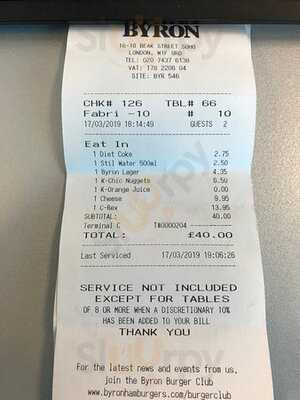 BYRON
16-18 BEAK STREET SOHO
LONDON, W1F 9RD
TEL: 020 7437 6138
VAT: 178 2206 04
SITE: BYR 546
CHK# 126 TBL# 66
Fabri -10 # 10
17/03/2019 18:14:49 GUESTS 2
Eat In
1 Diet Coke 2.75
1 Stil Water 500ml 2.50
1 Byron Lager 4.35
1 K-Chic Nuggets 6.50
1 K-Orange Juice 0.00
1 Cheese 9.95
1 C-Rex 13.95
SUBTOTAL: 40.00
Terminal C TM0000204
TOTAL: £40.00
Last Serviced 17/03/2019 19:06:26
SERVICE NOT INCLUDED
EXCEPT FOR TABLES
OF 8 OR MORE WHEN A DISCRETIONARY 10%
HAS BEEN ADDED TO YOUR BILL
THANK YOU
For the latest news and events from us,
join the Byron Burger Club
www.byronhamburgers.com/burgerclub